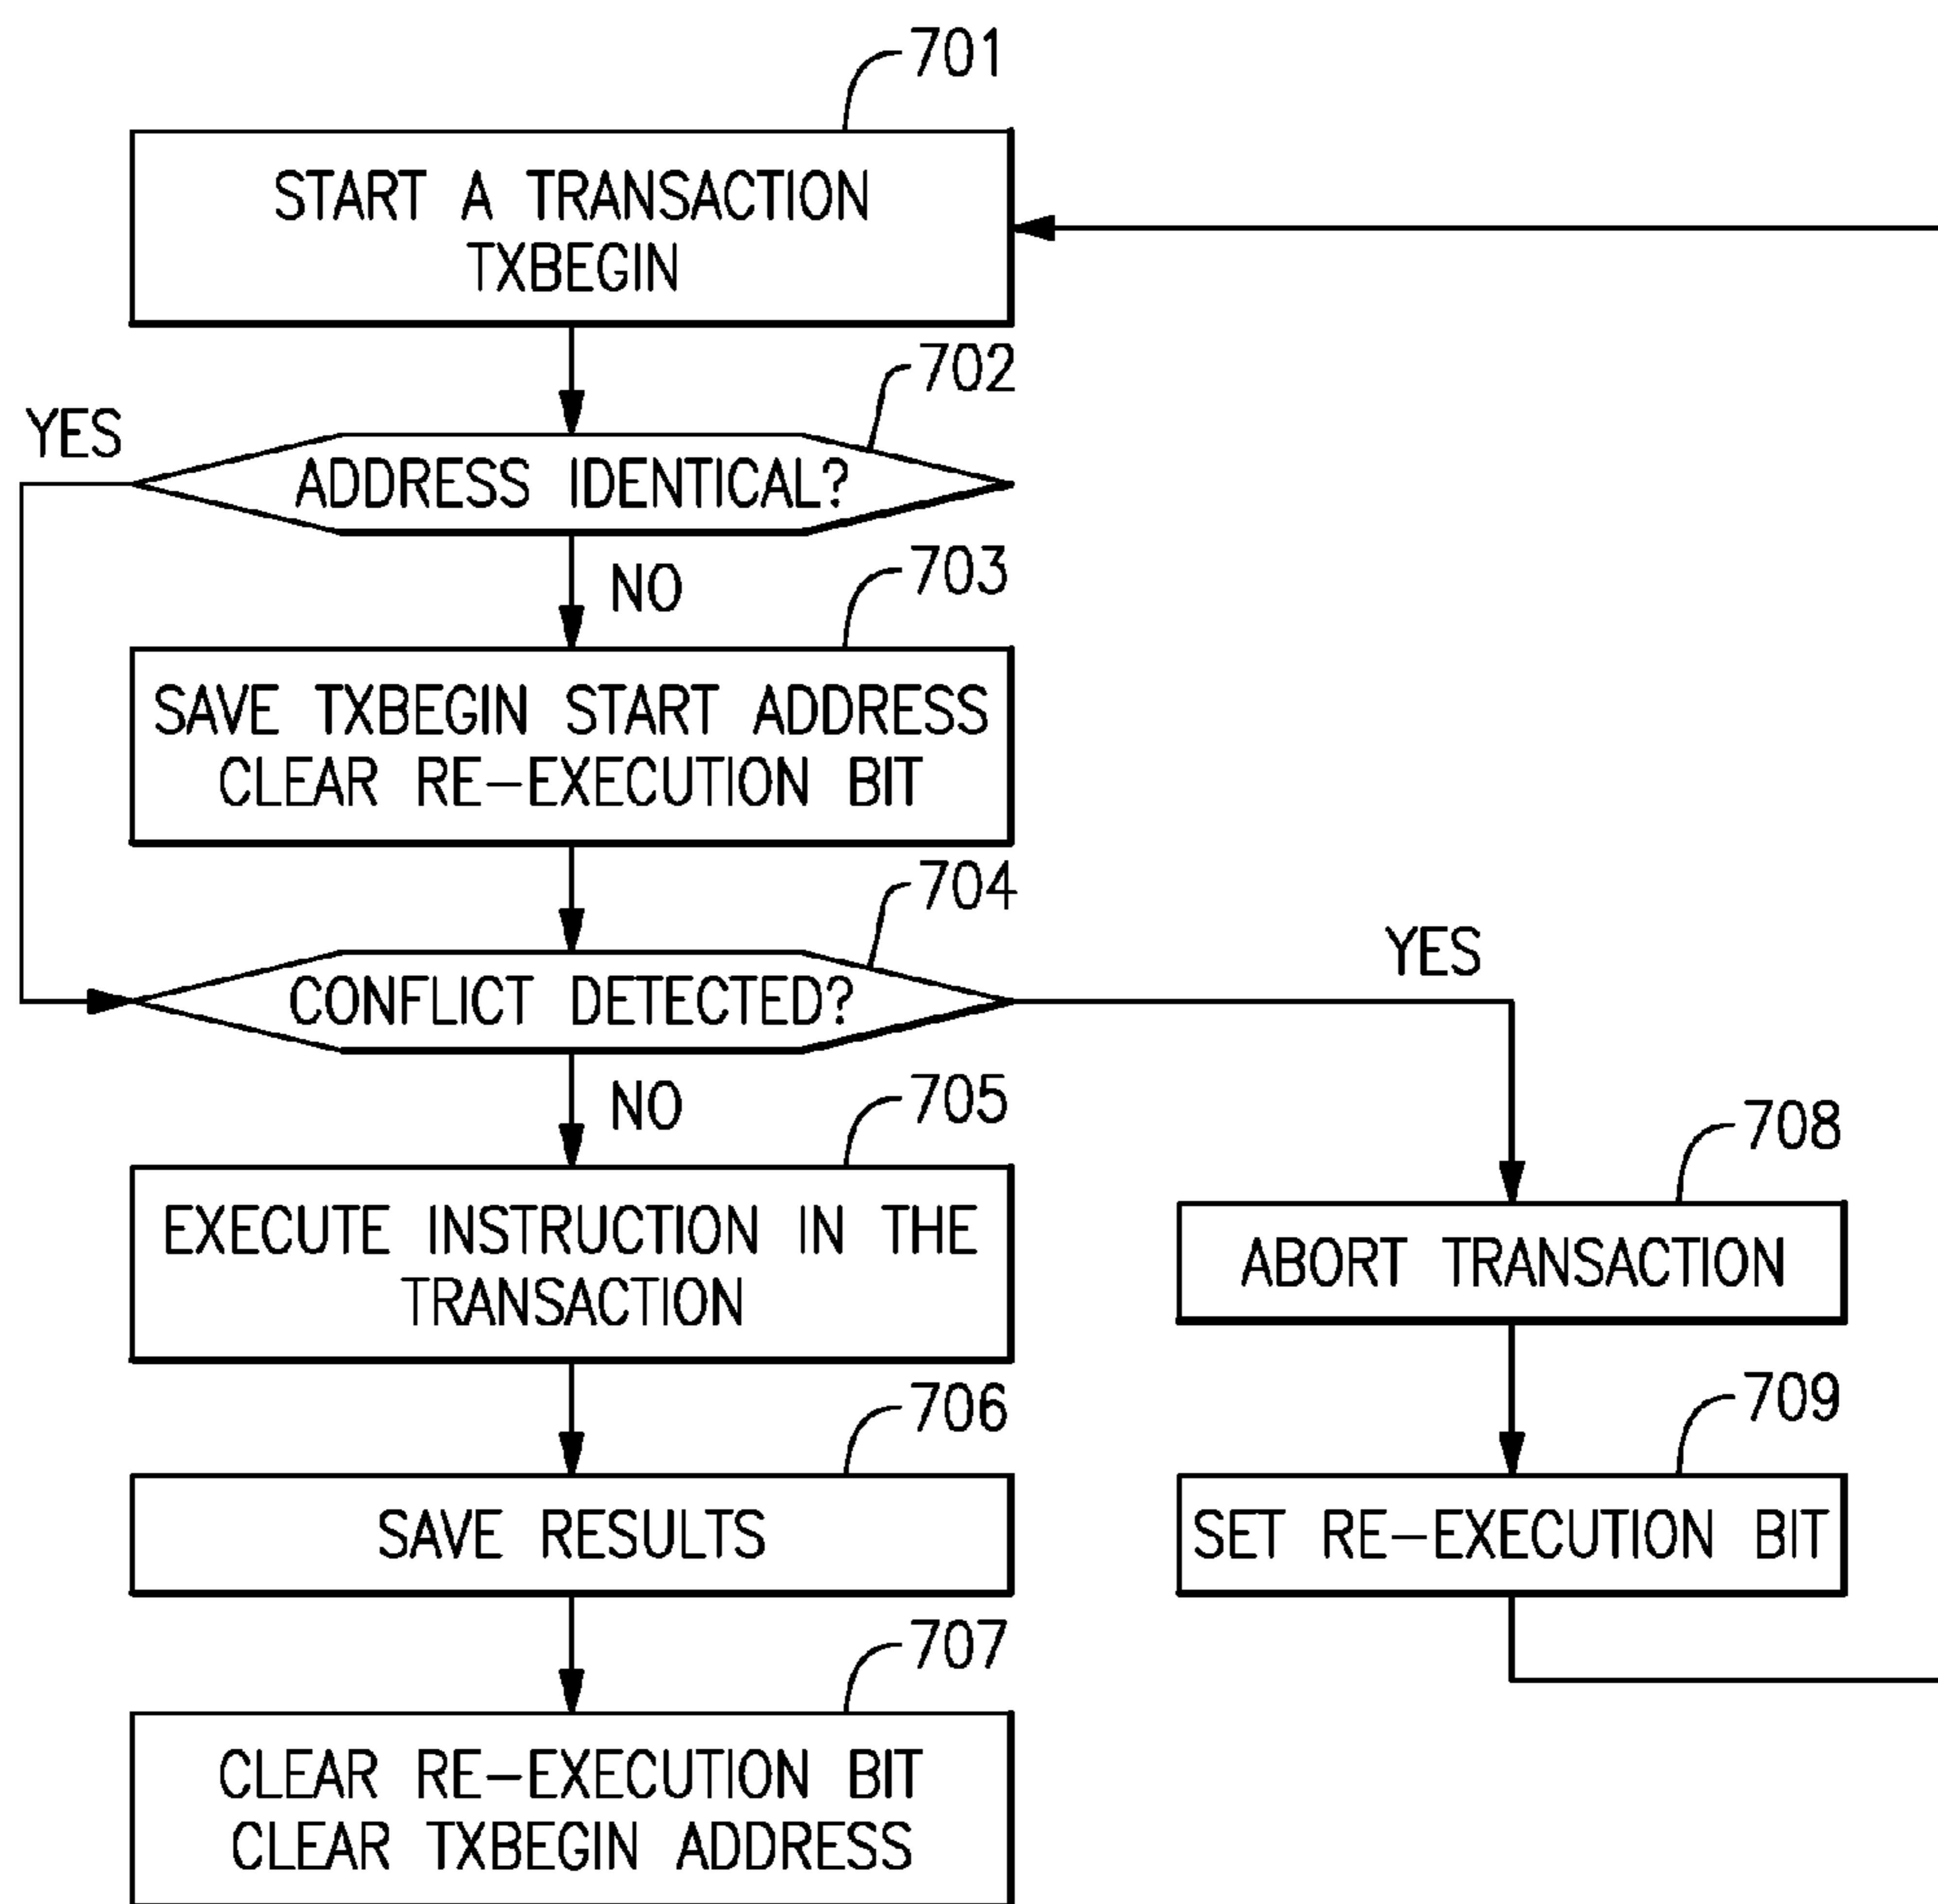 701
START A TRANSACTION
TXBEGIN
702
YES
ADDRESS IDENTICAL?
NO
703
SAVE TXBEGIN START ADDRESS
CLEAR RE-EXECUTION BIT
704
YES
CONFLICT DETECTED?
NO
705
EXECUTE INSTRUCTION IN THE
TRANSACTION
708
ABORT TRANSACTION
706
SAVE RESULTS
709
SET RE-EXECUTION BIT
707
CLEAR RE-EXECUTION BIT
CLEAR TXBEGIN ADDRESS